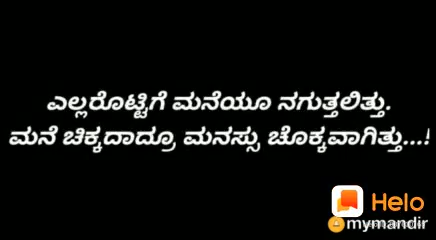 ಎಲ್ಲರೊಟ್ಟಿಗೆ ಮನೆಯೂ ನಗುತ್ತಲಿತ್ತು.
ಮನೆ ಚಿಕ್ಕದಾದ್ರೂ ಮನಸ್ಸು ಚೊಕ್ಕವಾಗಿತ್ತು...!
Helo
mymandir